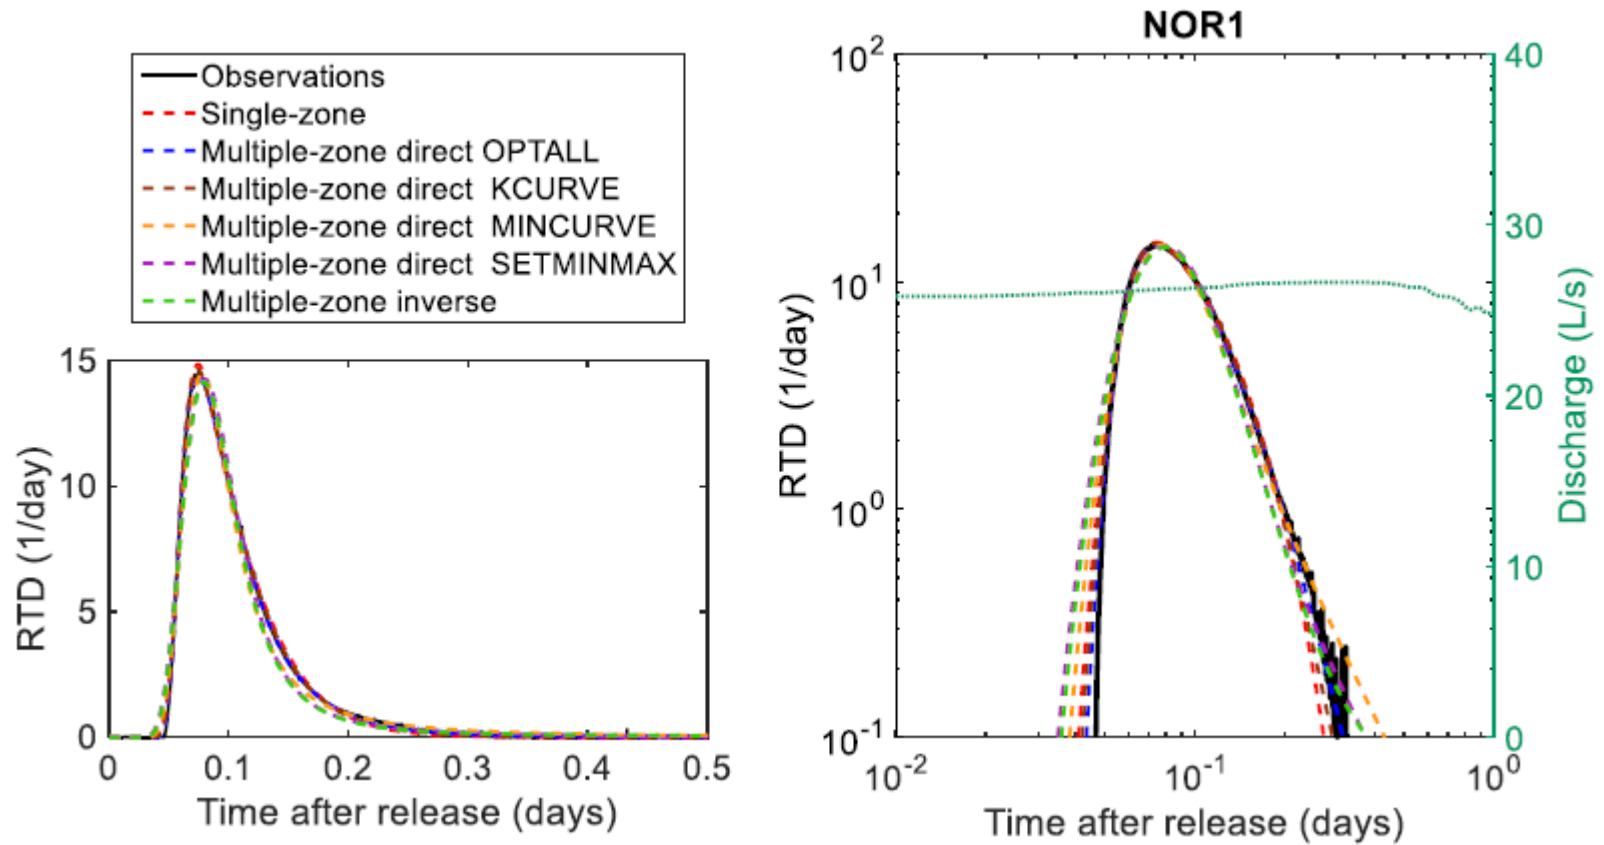 Observations
Single-zone
Multiple-zone direct OPTALL
Multiple-zone direct  KCURVE
Multiple-zone direct  MINCURVE
Multiple-zone direct  SETMINMAX
Multiple-zone inverse
15
10
5
0
RTD (1/day)
0 0.1 0.2 0.3 0.4 0.5
Time after release (days)
NOR1
10^2
10^1
10^0
10^-1
RTD (1/day)
40
30
20
10
0
Discharge (L/s)
10^-2 10^-1 10^0
Time after release (days)